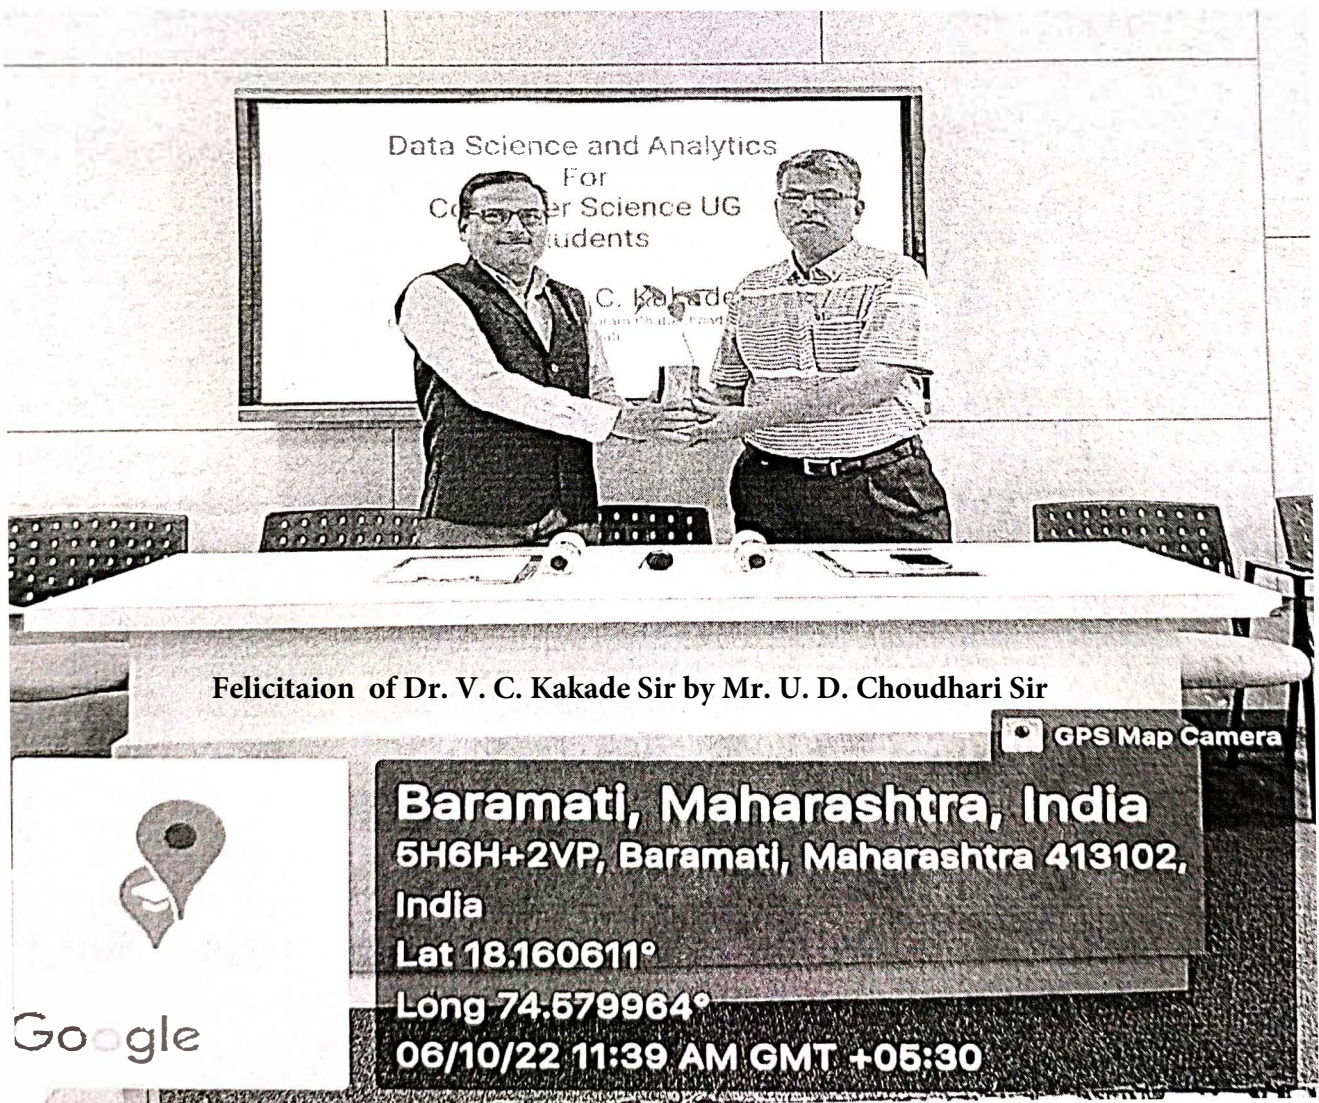 Data Science and Analytics
For
Science UG
C. Kakade
Felicitaion of Dr. V. C. Kakade Sir by Mr. U. D. Choudhari Sir
GPS Map Camera
Baramati, Maharashtra, India
5H6H+2VP, Baramati, Maharashtra 413102,
India
Lat 18.160611°
Long 74.579964°
06/10/22 11:39 AM GMT +05:30
Google